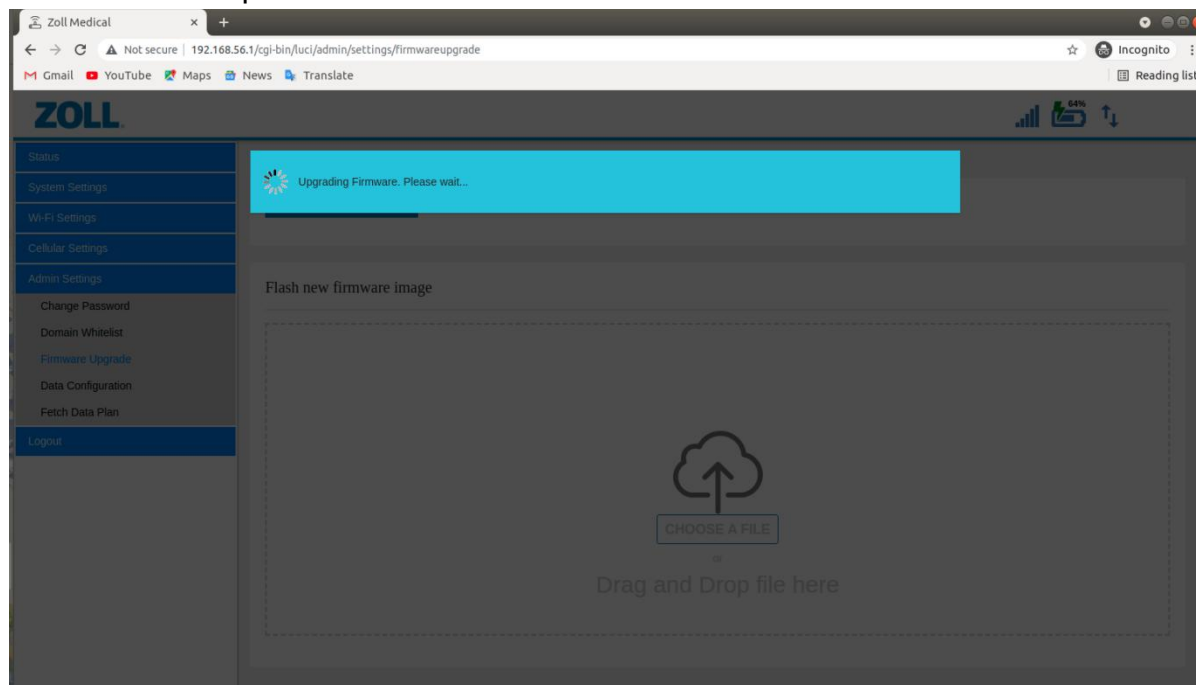 Zoll Medical
Not secure | 192.168.56.1/cgi-bin/luci/admin/settings/firmwareupgrade
Incognito
Gmail YouTube Maps News Translate
Reading list
ZOLL
64%
Status
Upgrading Firmware. Please wait...
System Settings
Wi-Fi Settings
Cellular Settings
Admin Settings
Flash new firmware image
Change Password
Domain Whitelist
Firmware Upgrade
Data Configuration
Fetch Data Plan
Logout
CHOOSE A FILE
or
Drag and Drop file here